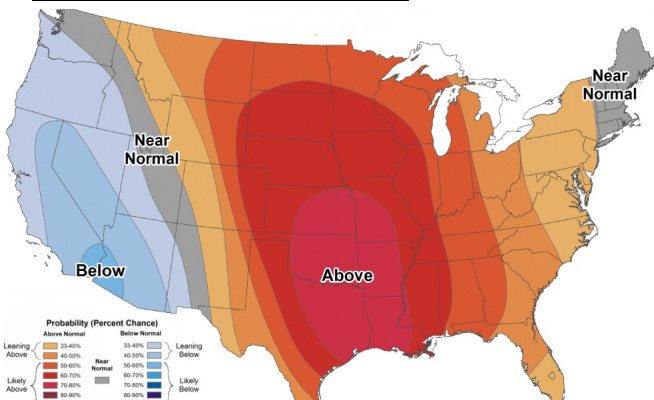 Near
Normal
Near
Normal
Below
Above
Probability (Percent Chance)
Above Normal
Below Normal
Leaning
Above
33-40%
40-50%
50-60%
60-70%
70-80%
80-90%
Likely
Above
Near
Normal
33-40%
40-50%
50-60%
60-70%
70-80%
80-90%
Leaning
Below
Likely
Below